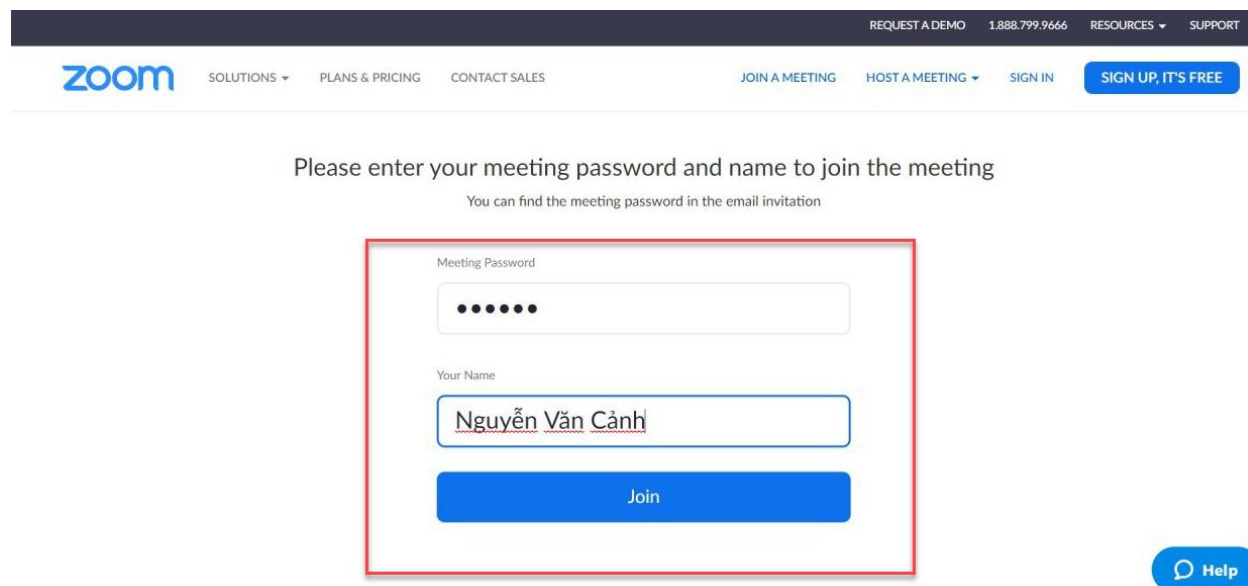 REQUEST A DEMO 1.888.799.9666 RESOURCES SUPPORT
zoom SOLUTIONS PLANS & PRICING CONTACT SALES JOIN A MEETING HOST A MEETING SIGN IN SIGN UP, IT'S FREE
Please enter your meeting password and name to join the meeting
You can find the meeting password in the email invitation
Meeting Password
••••••
Your Name
Nguyễn Văn Cảnh
Join
Help